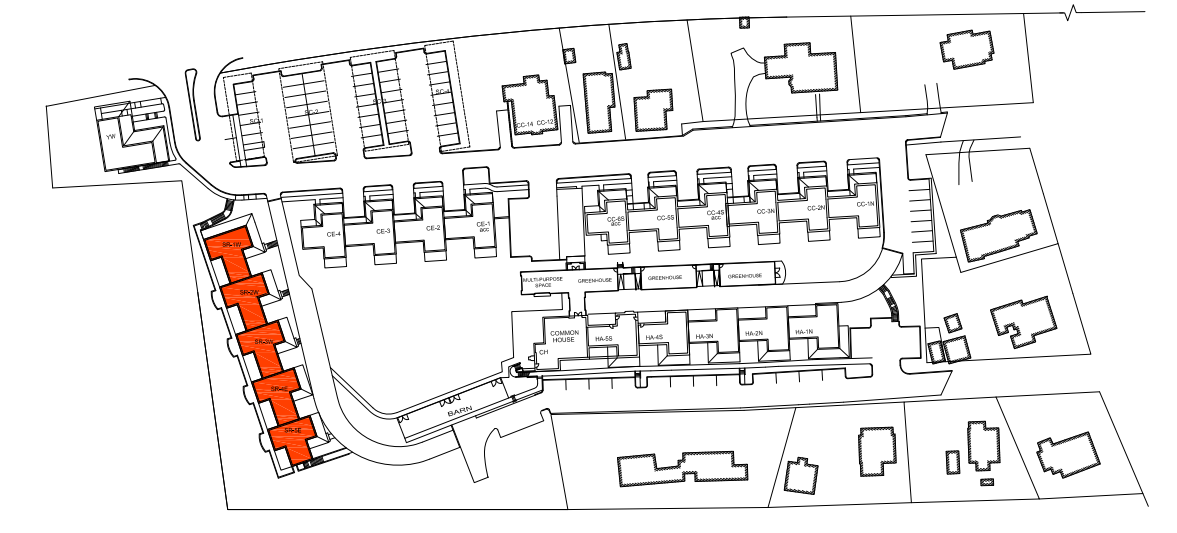 YW
SC-1
SC-2
SC-3
SC-4
CC-14 CC-12
CE-4
CE-3
CE-2
CE-1
acc
CC-6S
acc
CC-5S
CC-4S
acc
CC-3N
CC-2N
CC-1N
SR-1W
SR-2W
SR-3W
SR-4E
SR-5E
MULTI-PURPOSE
SPACE
GREENHOUSE
GREENHOUSE
GREENHOUSE
COMMON
HOUSE
CH
HA-5S
HA-4S
HA-3N
HA-2N
HA-1N
BARN